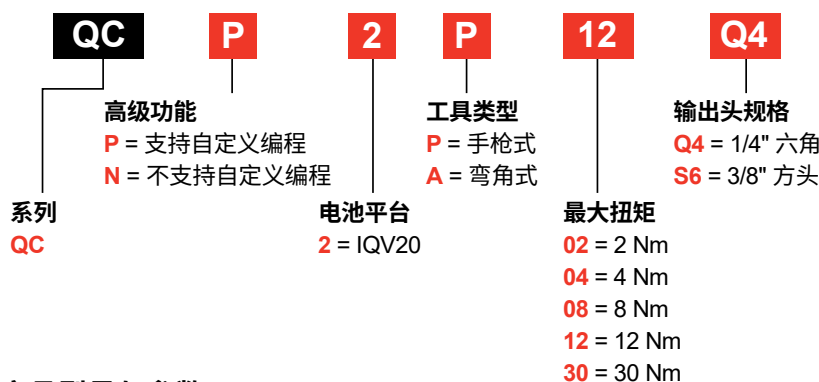 QC P 2 P 12 Q4
高级功能
P = 支持自定义编程
N = 不支持自定义编程
工具类型
P = 手枪式
A = 弯角式
输出头规格
Q4 = 1/4" 六角
S6 = 3/8" 方头
系列
QC
电池平台
2 = IQV20
最大扭矩
02 = 2 Nm
04 = 4 Nm
08 = 8 Nm
12 = 12 Nm
30 = 30 Nm